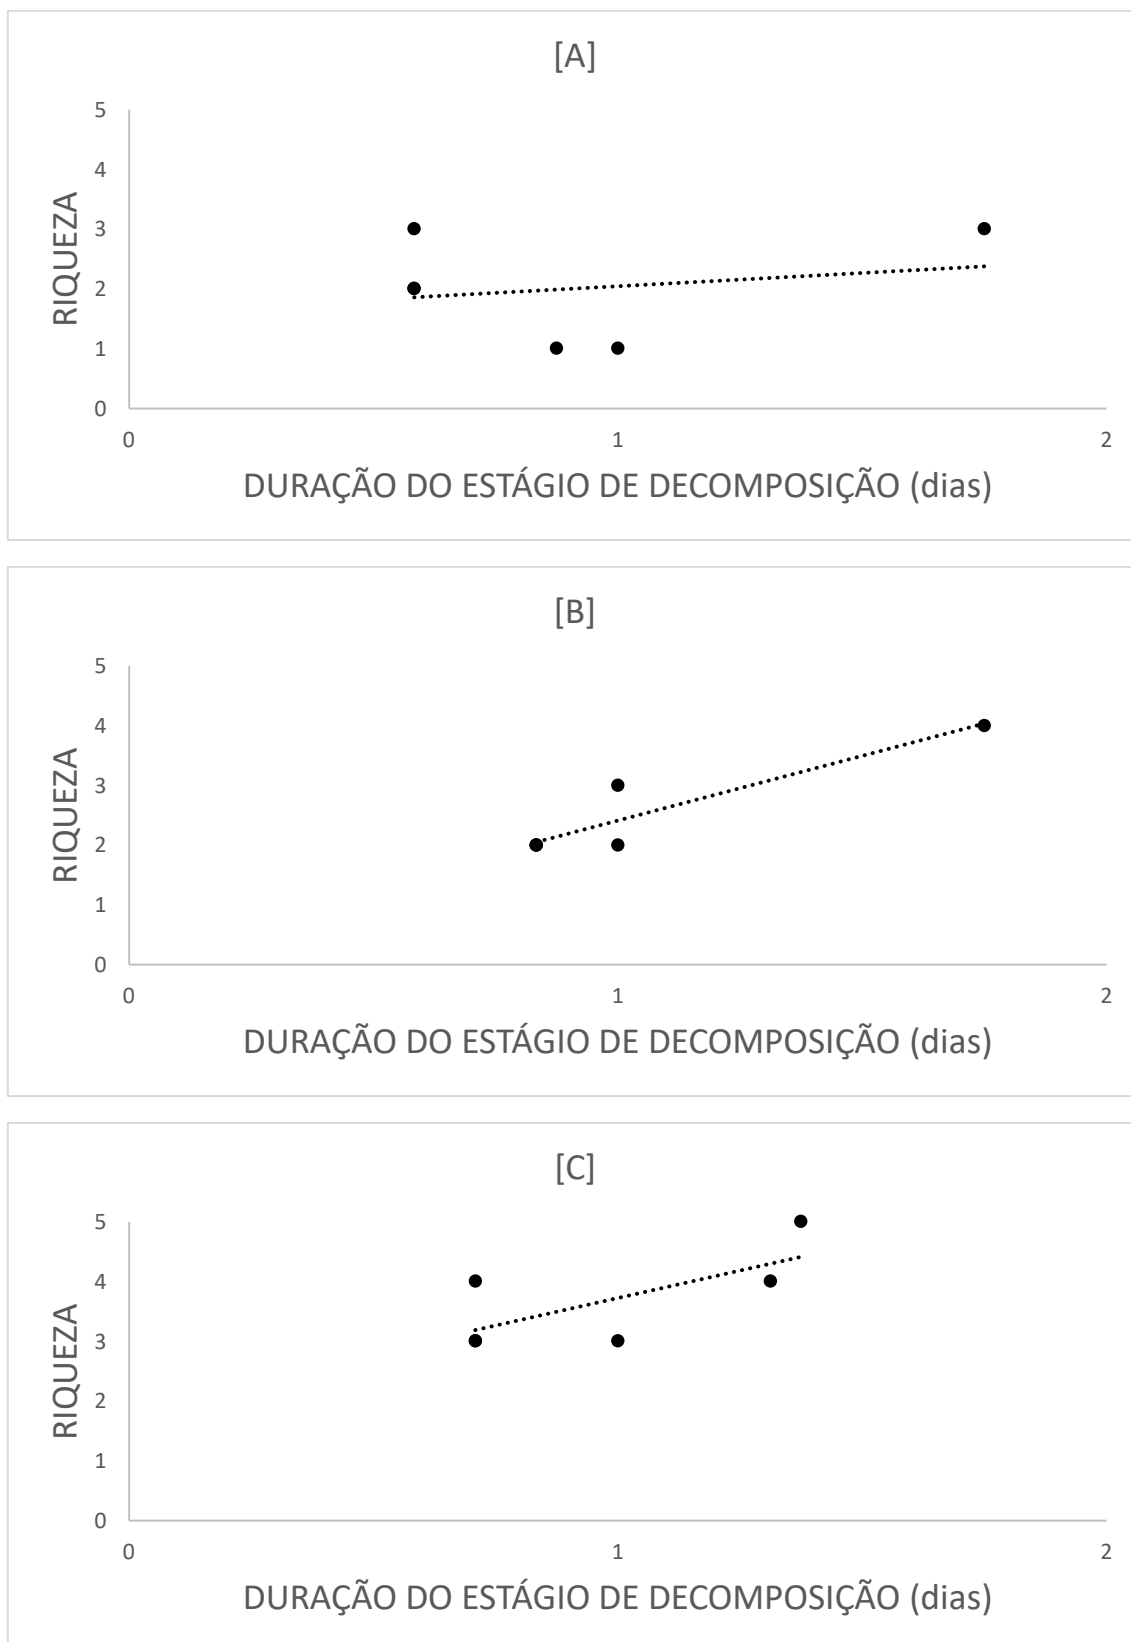 [A]
5
4
3
2
1
0
RIQUEZA
0 1 2
DURAÇÃO DO ESTÁGIO DE DECOMPOSIÇÃO (dias)
[B]
5
4
3
2
1
0
RIQUEZA
0 1 2
DURAÇÃO DO ESTÁGIO DE DECOMPOSIÇÃO (dias)
[C]
5
4
3
2
1
0
RIQUEZA
0 1 2
DURAÇÃO DO ESTÁGIO DE DECOMPOSIÇÃO (dias)